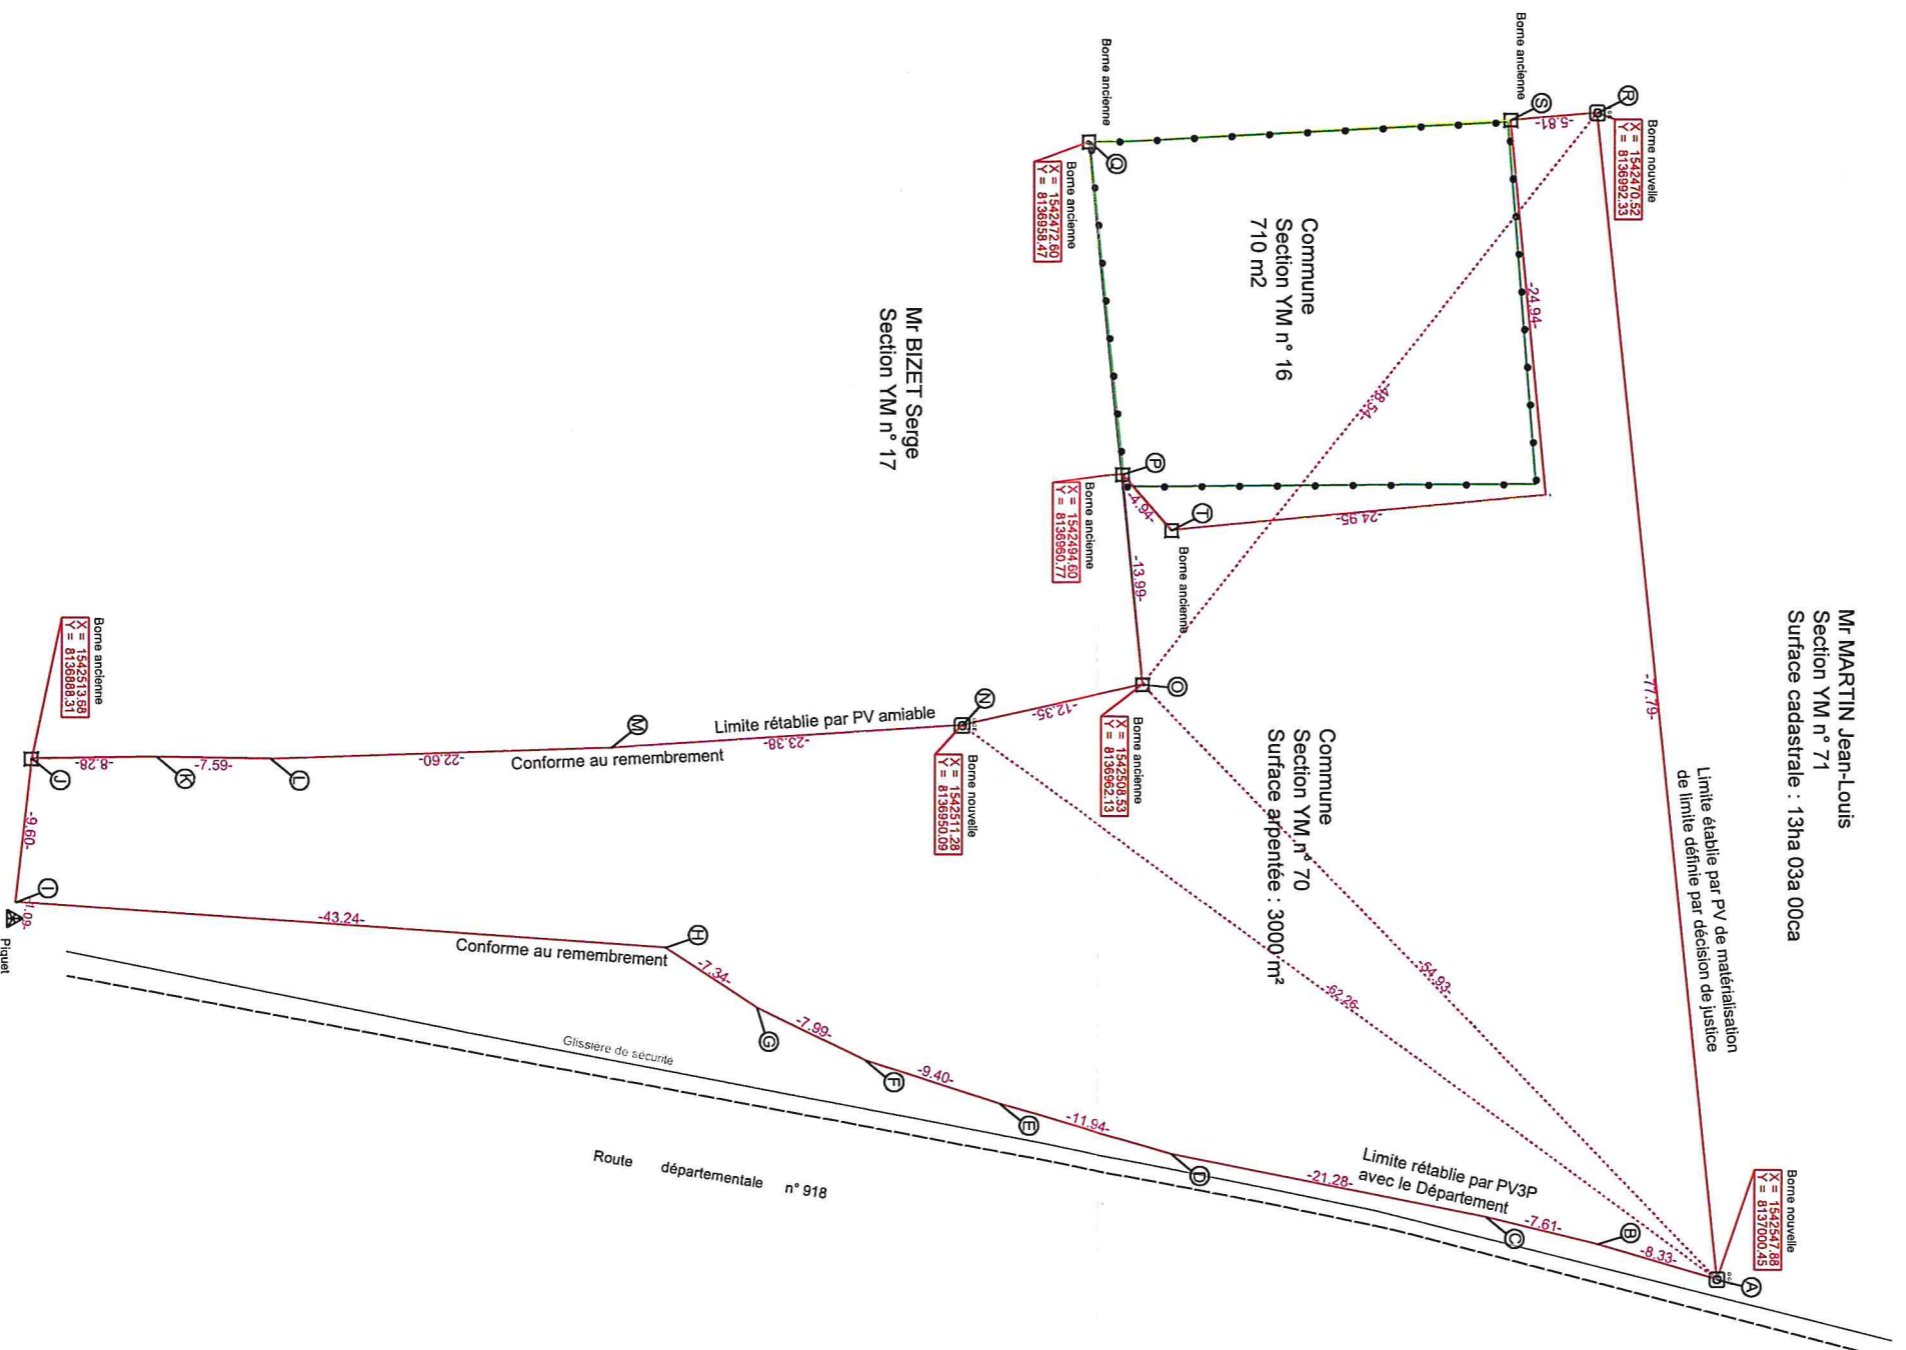 Mr MARTIN Jean-Louis
Section YM n° 71
Surface cadastrale : 13ha 03a 00ca
Limite établie par PV de matérialisation
de limite définie par décision de justice
-77.79-
Borne nouvelle
X = 1542470.52
Y = 8136992.33
R
-5.81-
S
Borne ancienne
-24.94-
Commune
Section YM n° 16
710 m2
-48.54-
Borne ancienne
Q
Borne ancienne
X = 1542472.60
Y = 8136958.47
P
-4.94-
T
-24.95-
Borne ancienne
Borne ancienne
X = 1542494.60
Y = 8136960.77
-13.99-
O
Borne ancienne
X = 1542508.53
Y = 8136962.13
Commune
Section YM n° 70
Surface arpentée : 3000 m²
-54.93-
-62.26-
-12.35-
N
Borne nouvelle
X = 1542511.28
Y = 8136950.09
Mr BIZET Serge
Section YM n° 17
Limite rétablie par PV amiable
-23.38-
M
Conforme au remembrement
-22.60-
L
-7.59-
K
-8.28-
J
Borne ancienne
X = 1542513.68
Y = 8136888.31
-9.60-
I
-1.09-
Piquet
-43.24-
Conforme au remembrement
H
-7.34-
G
-7.99-
F
-9.40-
E
-11.94-
D
-21.28-
Limite rétablie par PV3P
avec le Département
C
-7.61-
B
-8.33-
A
Borne nouvelle
X = 1542547.88
Y = 8137000.45
Glissière de sécurité
Route départementale n° 918